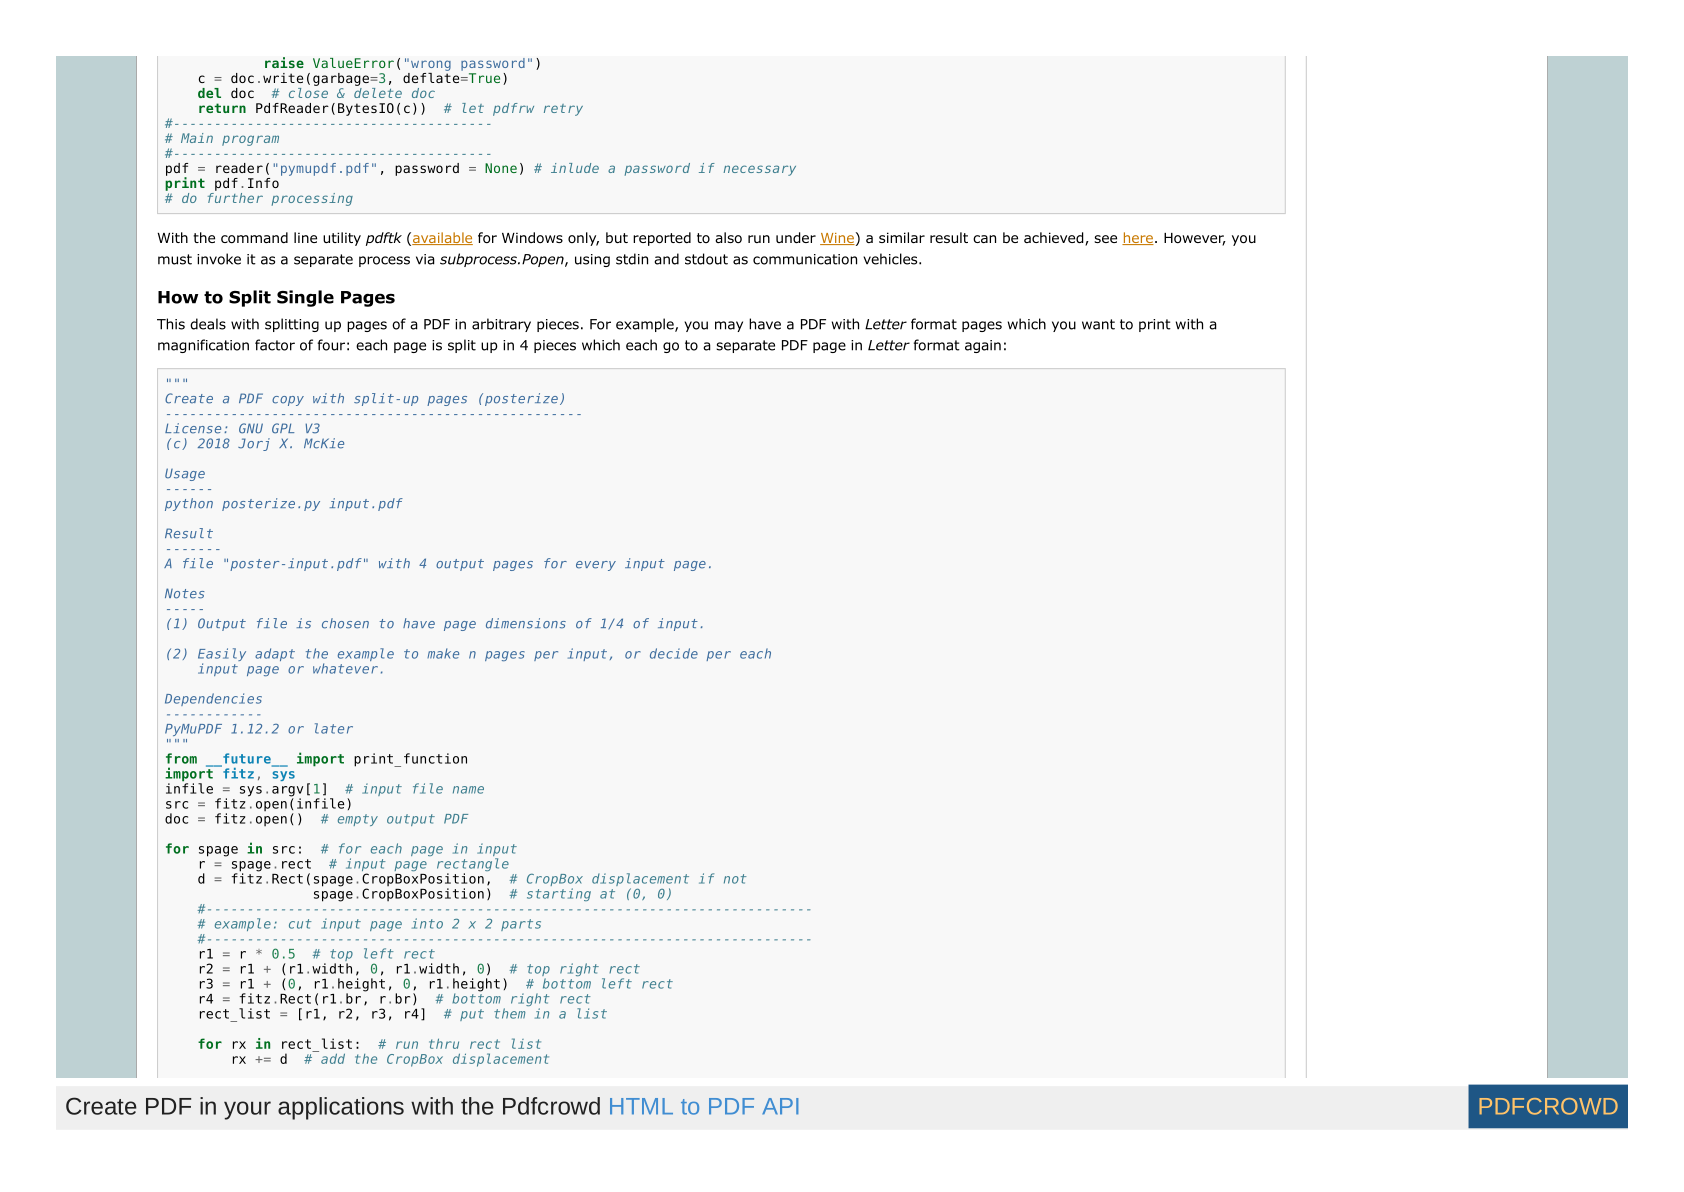 raise ValueError("wrong password")
    c = doc.write(garbage=3, deflate=True)
    del doc  # close & delete doc
    return PdfReader(BytesIO(c))  # let pdfrw retry
#---------------------------------------
# Main program
#---------------------------------------
pdf = reader("pymupdf.pdf", password = None) # inlude a password if necessary
print pdf.Info
# do further processing
With the command line utility pdftk (available for Windows only, but reported to also run under Wine) a similar result can be achieved, see here. However, you
must invoke it as a separate process via subprocess.Popen, using stdin and stdout as communication vehicles.
How to Split Single Pages
This deals with splitting up pages of a PDF in arbitrary pieces. For example, you may have a PDF with Letter format pages which you want to print with a
magnification factor of four: each page is split up in 4 pieces which each go to a separate PDF page in Letter format again:
"""
Create a PDF copy with split-up pages (posterize)
---------------------------------------------------
License: GNU GPL V3
(c) 2018 Jorj X. McKie

Usage
------
python posterize.py input.pdf

Result
-------
A file "poster-input.pdf" with 4 output pages for every input page.

Notes
-----
(1) Output file is chosen to have page dimensions of 1/4 of input.

(2) Easily adapt the example to make n pages per input, or decide per each
    input page or whatever.

Dependencies
------------
PyMuPDF 1.12.2 or later
"""
from __future__ import print_function
import fitz, sys
infile = sys.argv[1]  # input file name
src = fitz.open(infile)
doc = fitz.open()  # empty output PDF

for spage in src:  # for each page in input
    r = spage.rect  # input page rectangle
    d = fitz.Rect(spage.CropBoxPosition,  # CropBox displacement if not
                  spage.CropBoxPosition)  # starting at (0, 0)
    #--------------------------------------------------------------------------
    # example: cut input page into 2 x 2 parts
    #--------------------------------------------------------------------------
    r1 = r * 0.5  # top left rect
    r2 = r1 + (r1.width, 0, r1.width, 0)  # top right rect
    r3 = r1 + (0, r1.height, 0, r1.height)  # bottom left rect
    r4 = fitz.Rect(r1.br, r.br)  # bottom right rect
    rect_list = [r1, r2, r3, r4]  # put them in a list

    for rx in rect_list:  # run thru rect list
        rx += d  # add the CropBox displacement
Create PDF in your applications with the Pdfcrowd HTML to PDF API
PDFCROWD